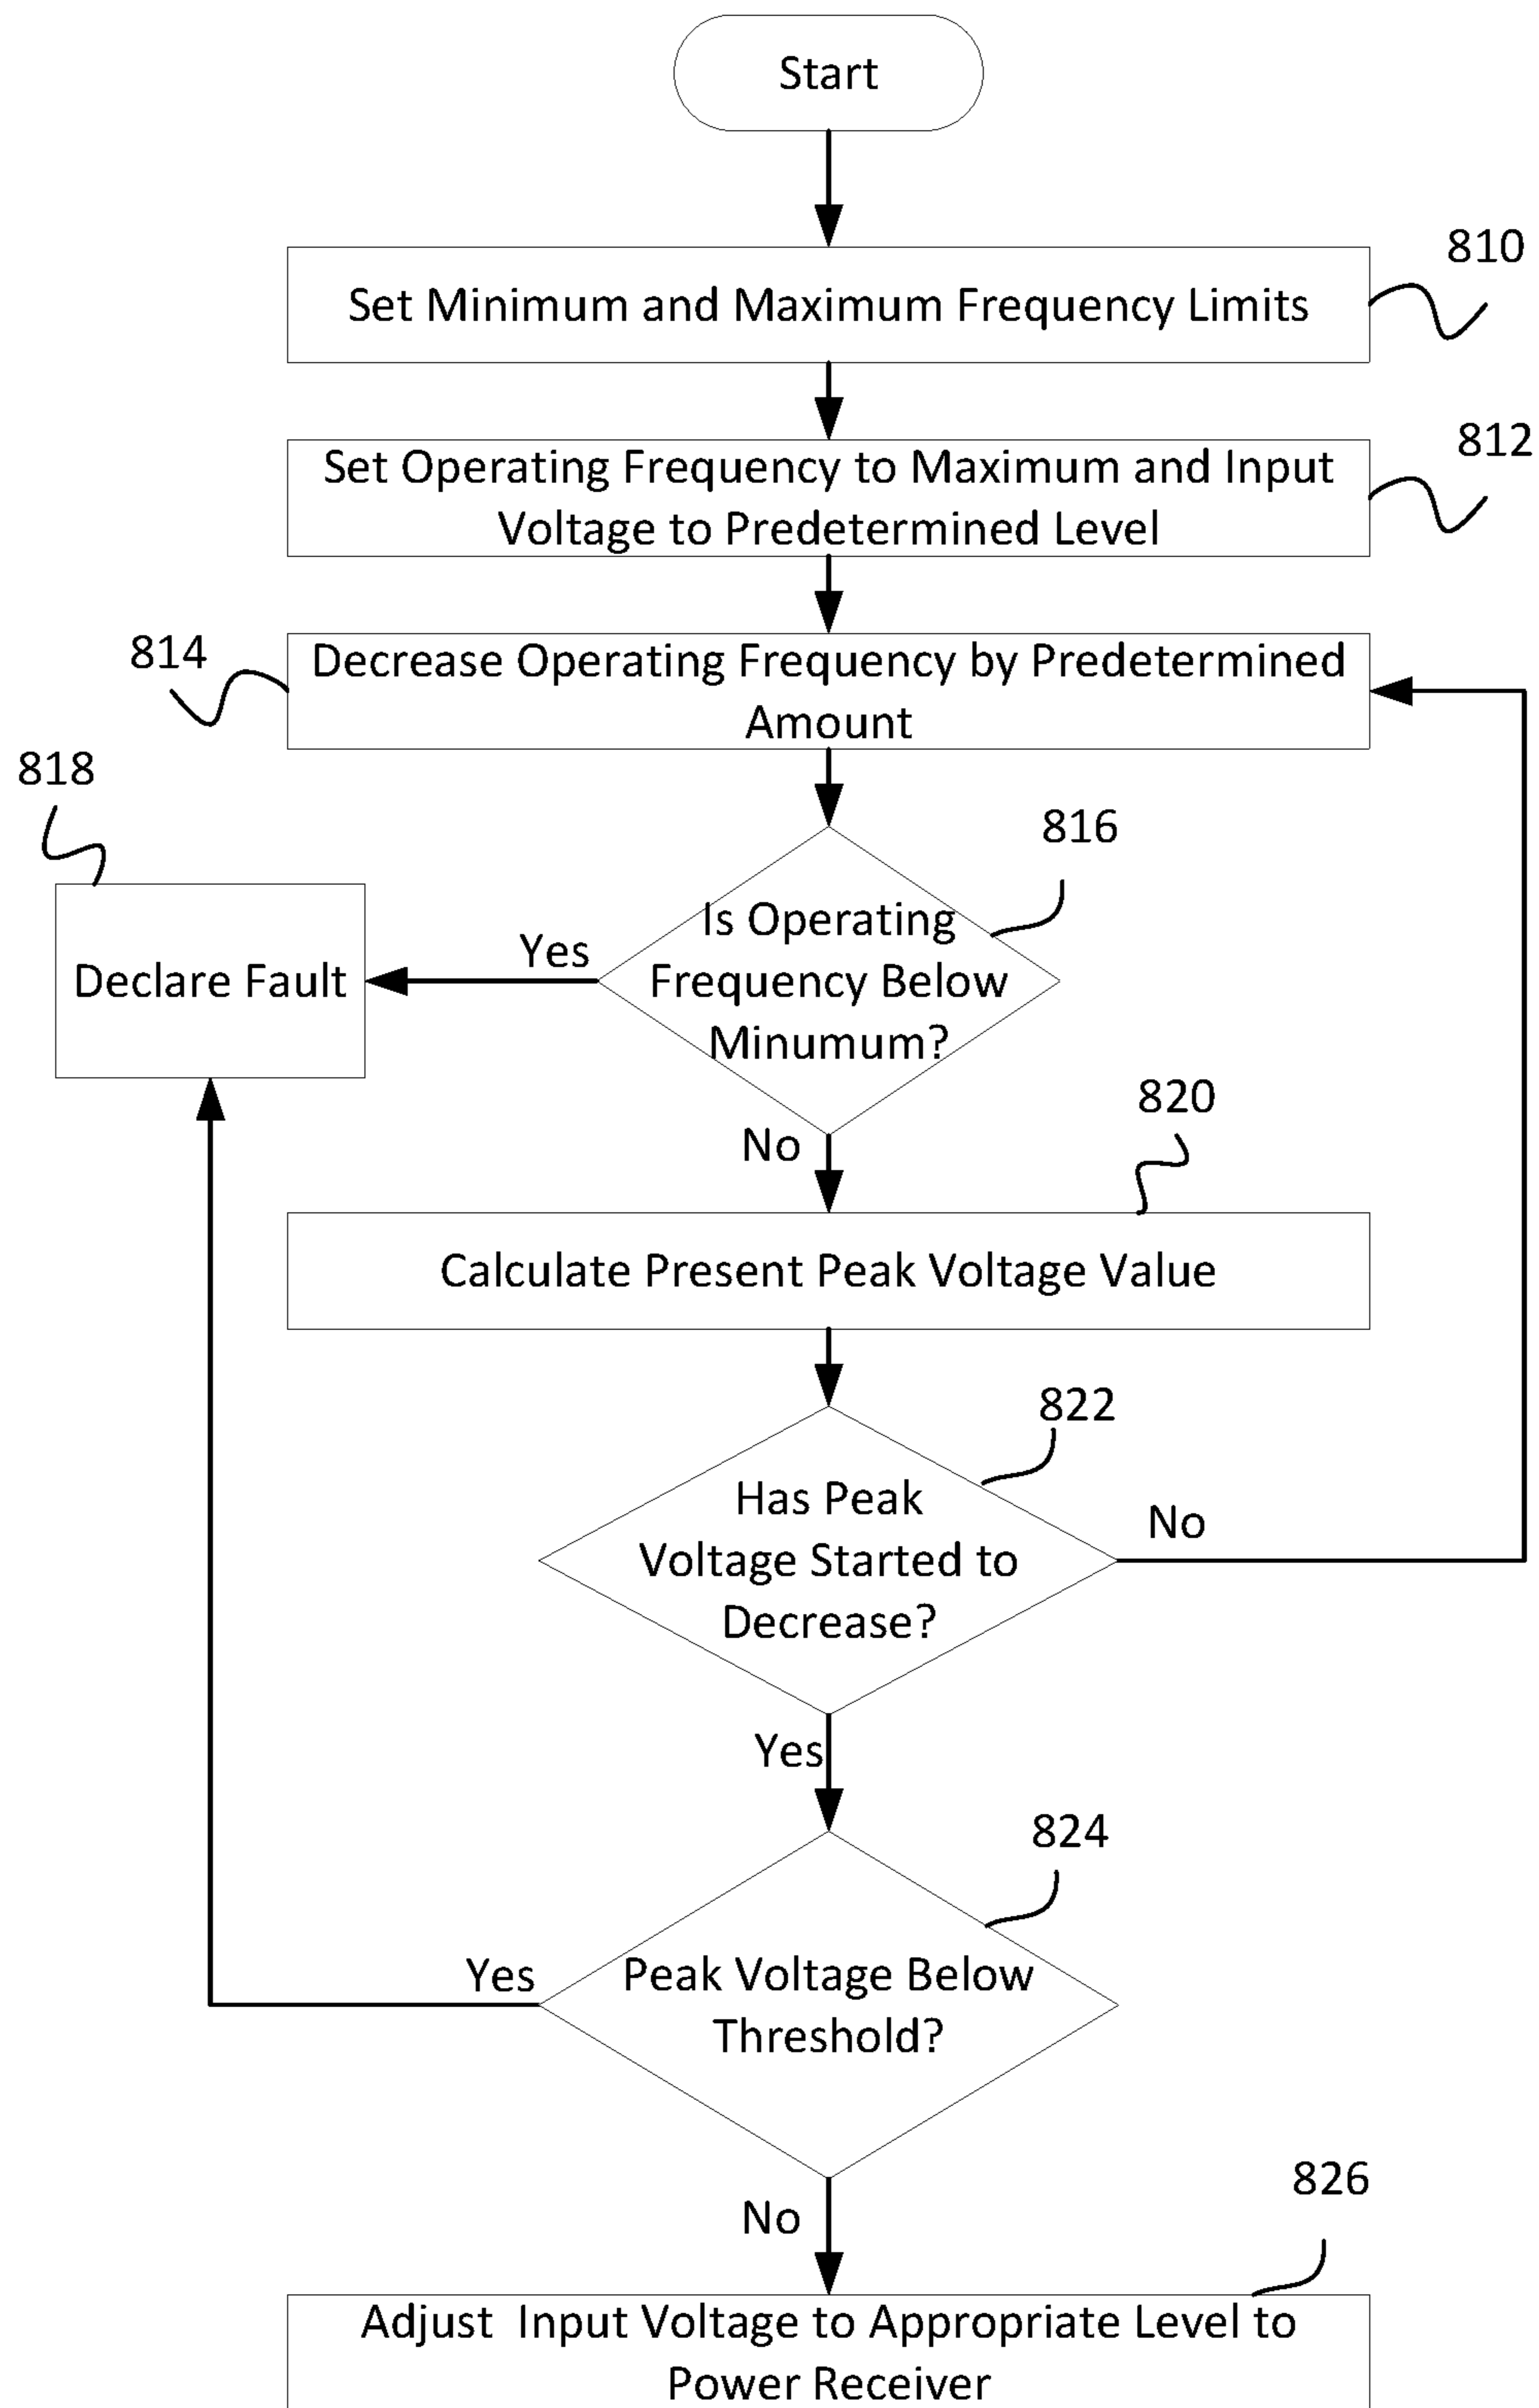 Start
810
Set Minimum and Maximum Frequency Limits
812
Set Operating Frequency to Maximum and Input
Voltage to Predetermined Level
814
Decrease Operating Frequency by Predetermined
Amount
818
816
Is Operating
Frequency Below
Minumum?
Yes
Declare Fault
No
820
Calculate Present Peak Voltage Value
822
Has Peak
Voltage Started to
Decrease?
No
Yes
824
Yes
Peak Voltage Below
Threshold?
No
826
Adjust Input Voltage to Appropriate Level to
Power Receiver